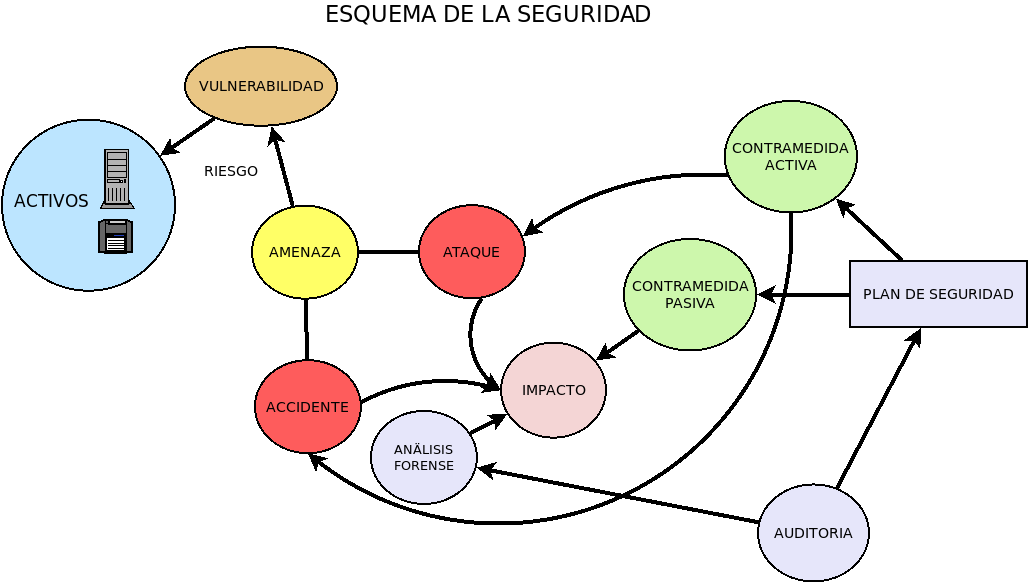 ESQUEMA DE LA SEGURIDAD
VULNERABILIDAD
CONTRAMEDIDA
ACTIVA
RIESGO
ACTIVOS
AMENAZA
ATAQUE
CONTRAMEDIDA
PASIVA
PLAN DE SEGURIDAD
IMPACTO
ACCIDENTE
ANÄLISIS
FORENSE
AUDITORIA